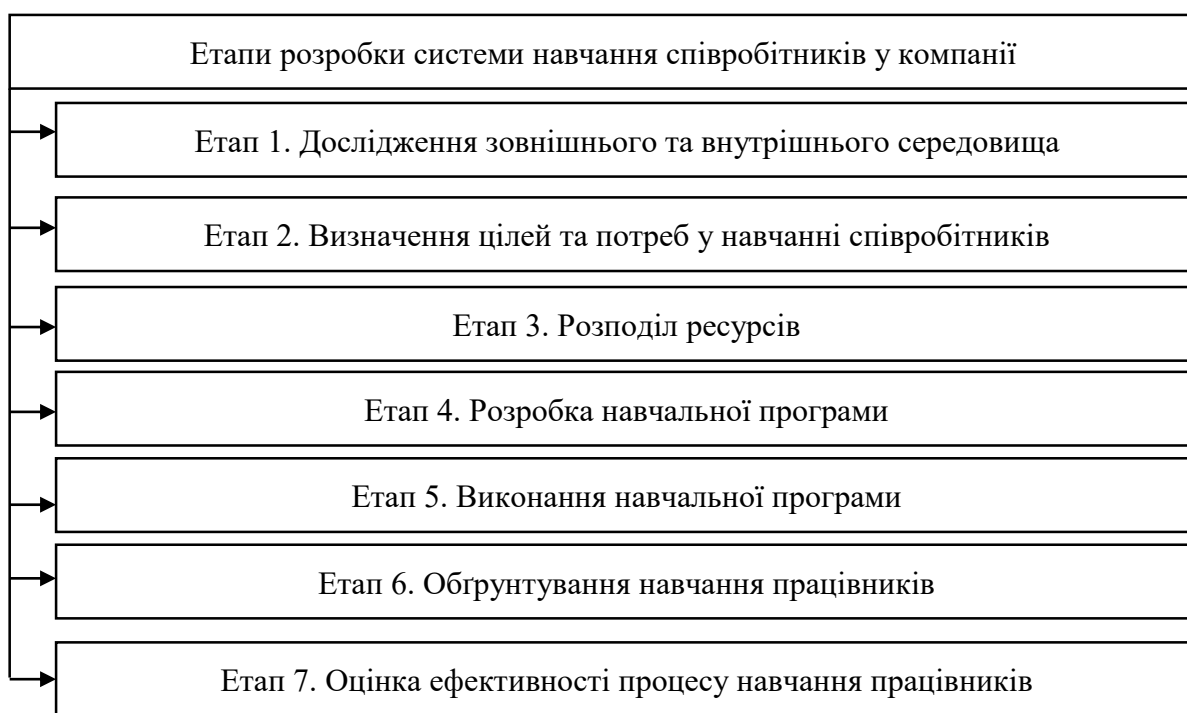 Етапи розробки системи навчання співробітників у компанії
Етап 1. Дослідження зовнішнього та внутрішнього середовища
Етап 2. Визначення цілей та потреб у навчанні співробітників
Етап 3. Розподіл ресурсів
Етап 4. Розробка навчальної програми
Етап 5. Виконання навчальної програми
Етап 6. Обґрунтування навчання працівників
Етап 7. Оцінка ефективності процесу навчання працівників